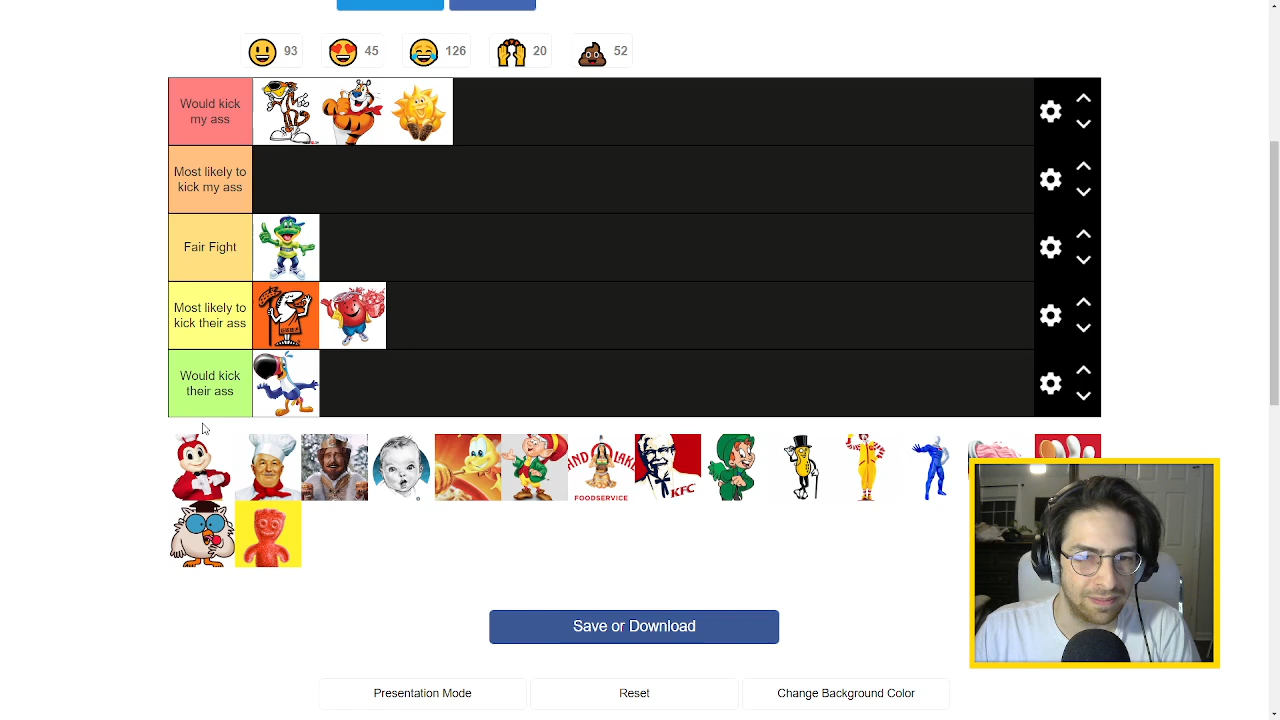 93
45
126
20
52
Would kick
my ass
Most likely to
kick my ass
Fair Fight
Most likely to
kick their ass
Would kick
their ass
AND LAKE
FOODSERVICE
KFC
Save or Download
Presentation Mode
Reset
Change Background Color